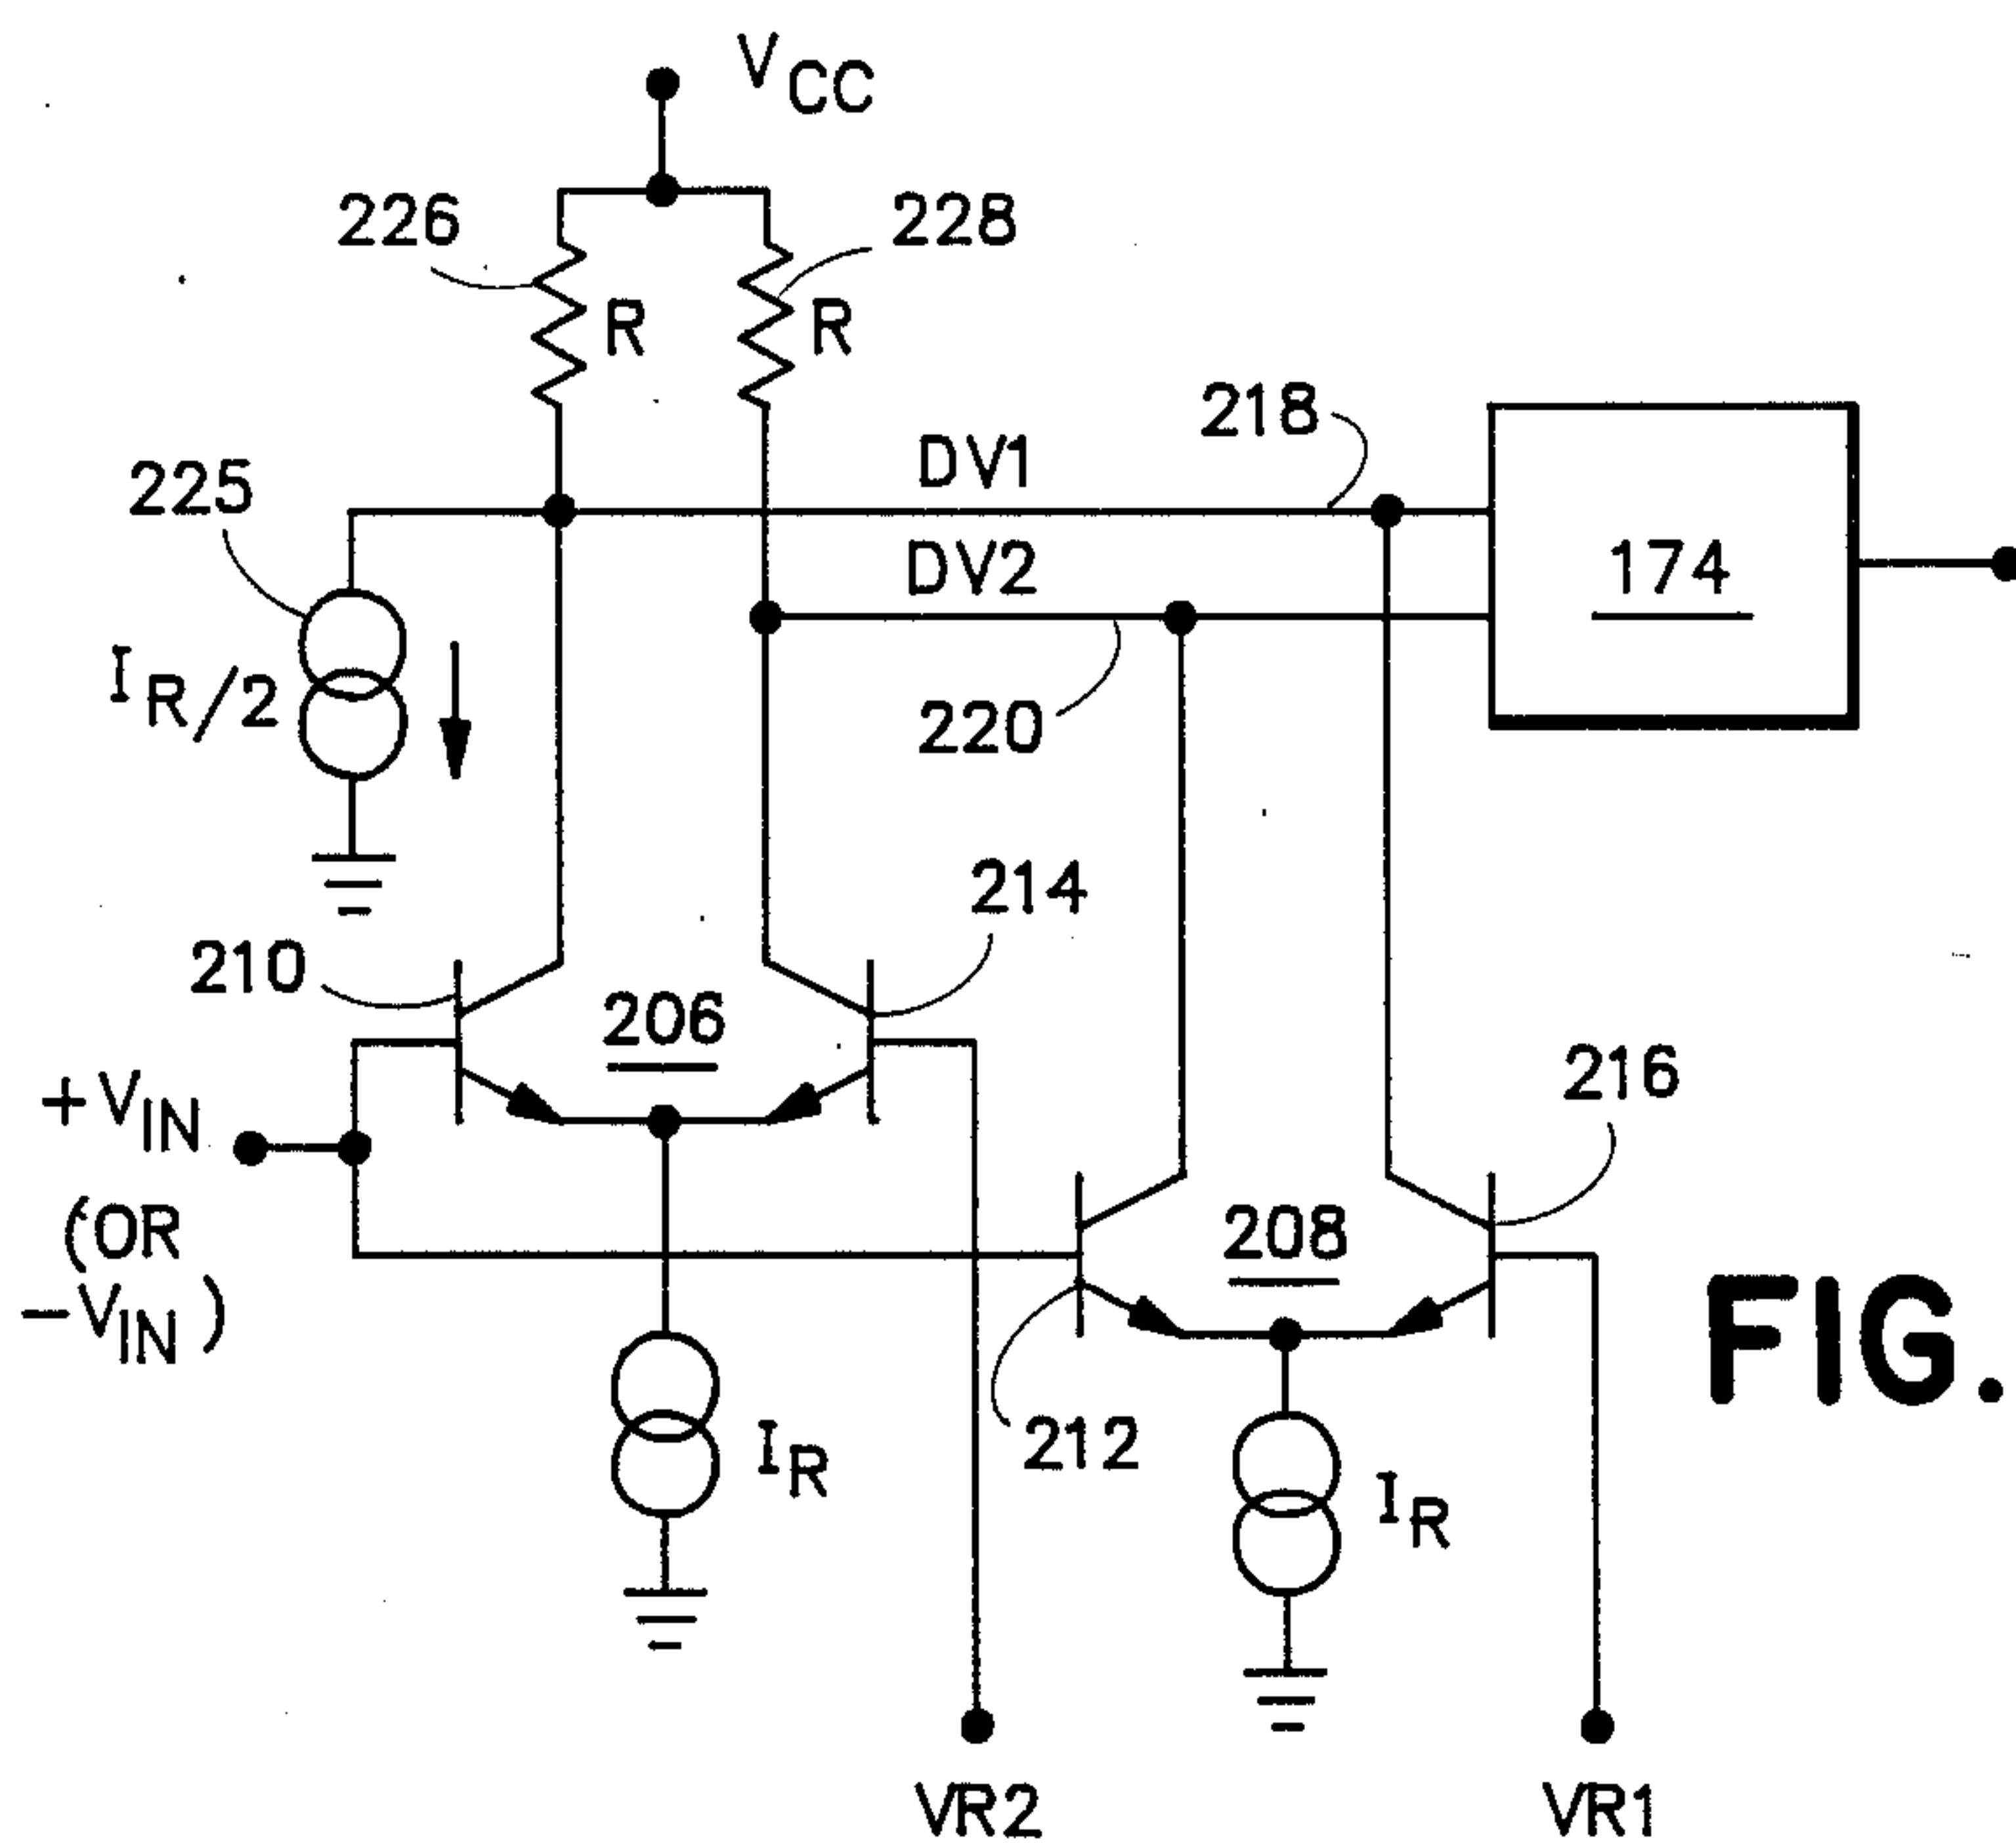 VCC
226
228
R
R
218
DV1
225
DV2
174
IR/2
220
214
210
206
+VIN
216
(OR
208
-VIN)
FIG.
212
IR
IR
VR2
VR1